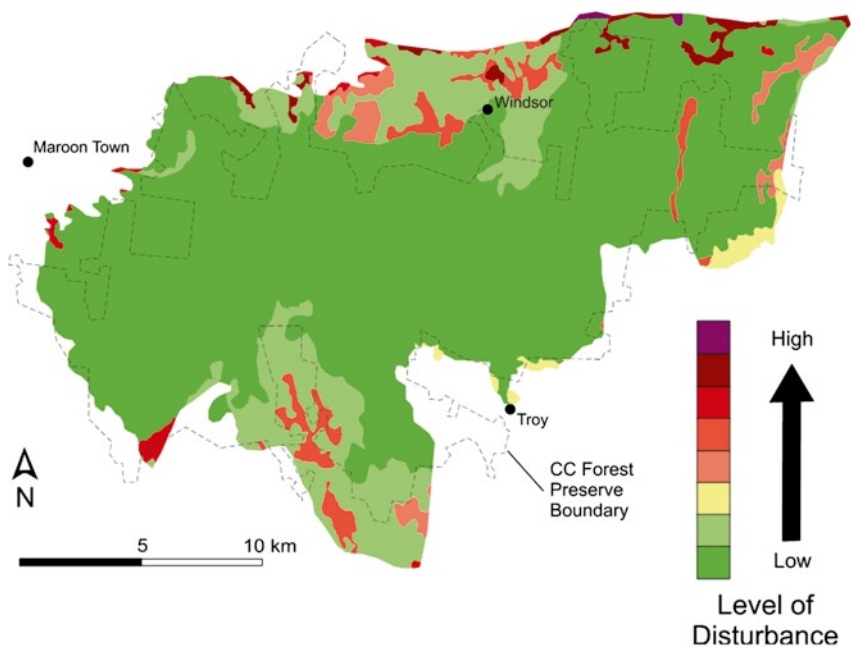 Windsor
Maroon Town
High
Troy
CC Forest
Preserve
Boundary
N
5
10 km
Low
Level of
Disturbance